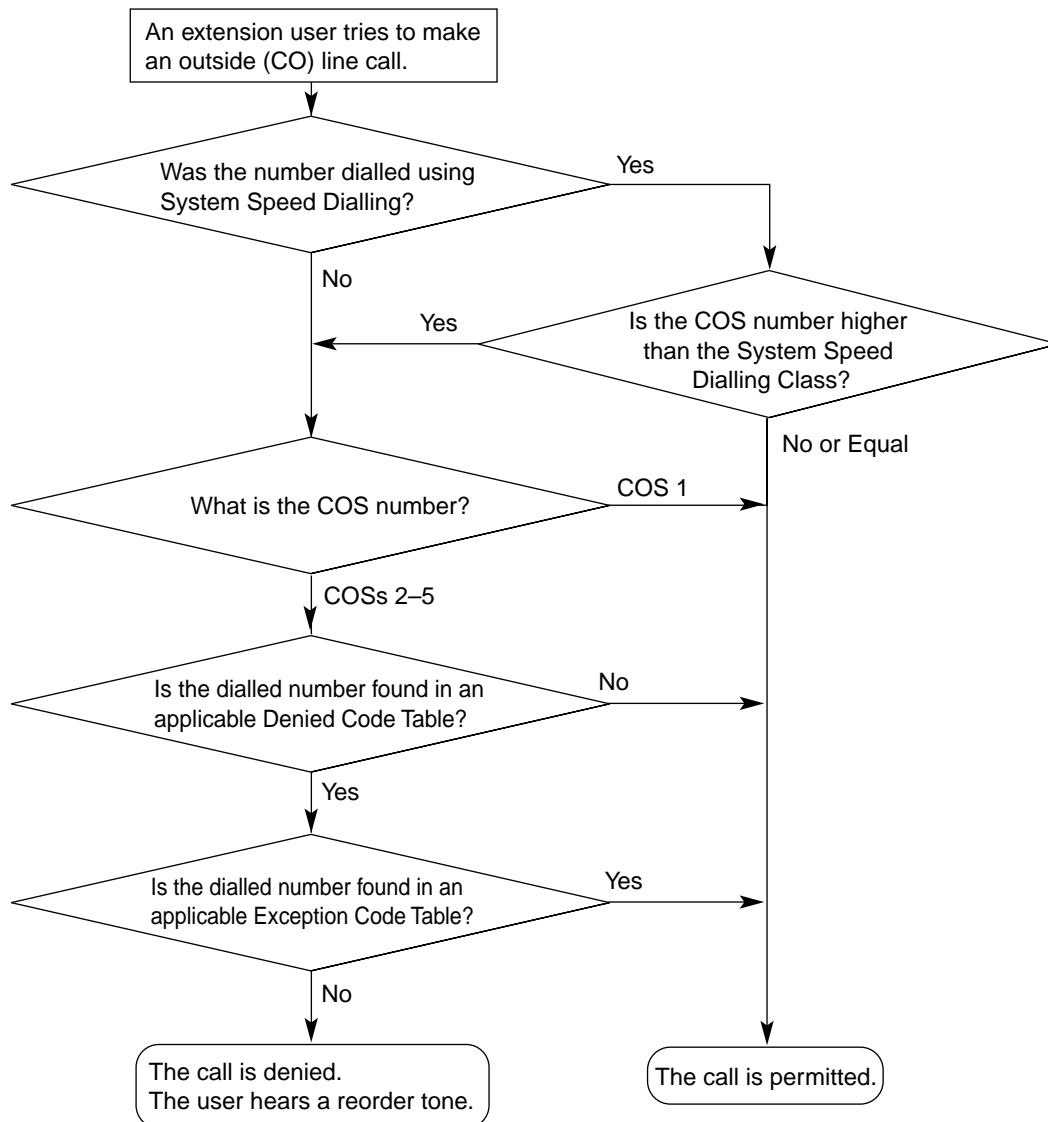 An extension user tries to make
an outside (CO) line call.
Was the number dialled using
System Speed Dialling?
Yes
No
Is the COS number higher
than the System Speed
Dialling Class?
Yes
No or Equal
What is the COS number?
COS 1
COSs 2–5
Is the dialled number found in an
applicable Denied Code Table?
No
Yes
Is the dialled number found in an
applicable Exception Code Table?
Yes
No
The call is denied.
The user hears a reorder tone.
The call is permitted.